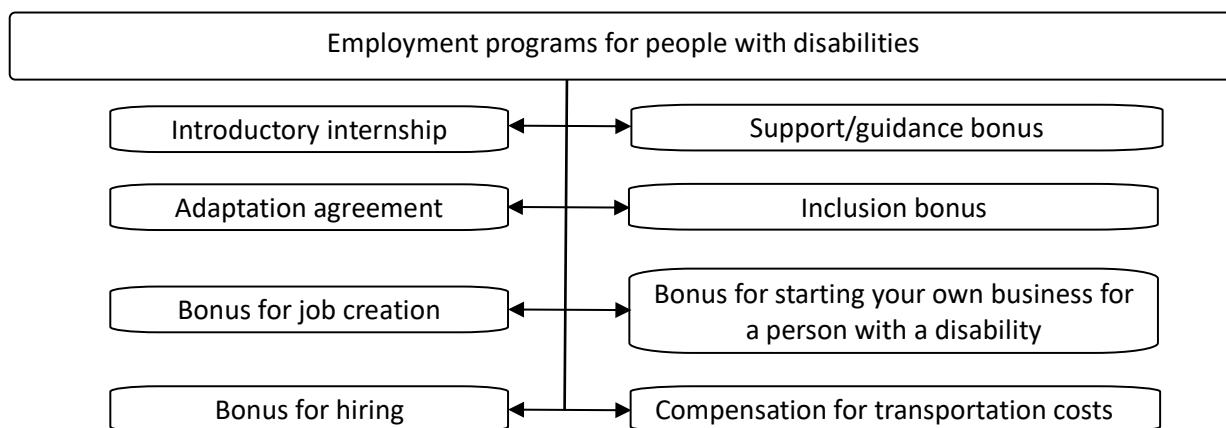 Employment programs for people with disabilities
Introductory internship
Support/guidance bonus
Adaptation agreement
Inclusion bonus
Bonus for job creation
Bonus for starting your own business for
a person with a disability
Bonus for hiring
Compensation for transportation costs